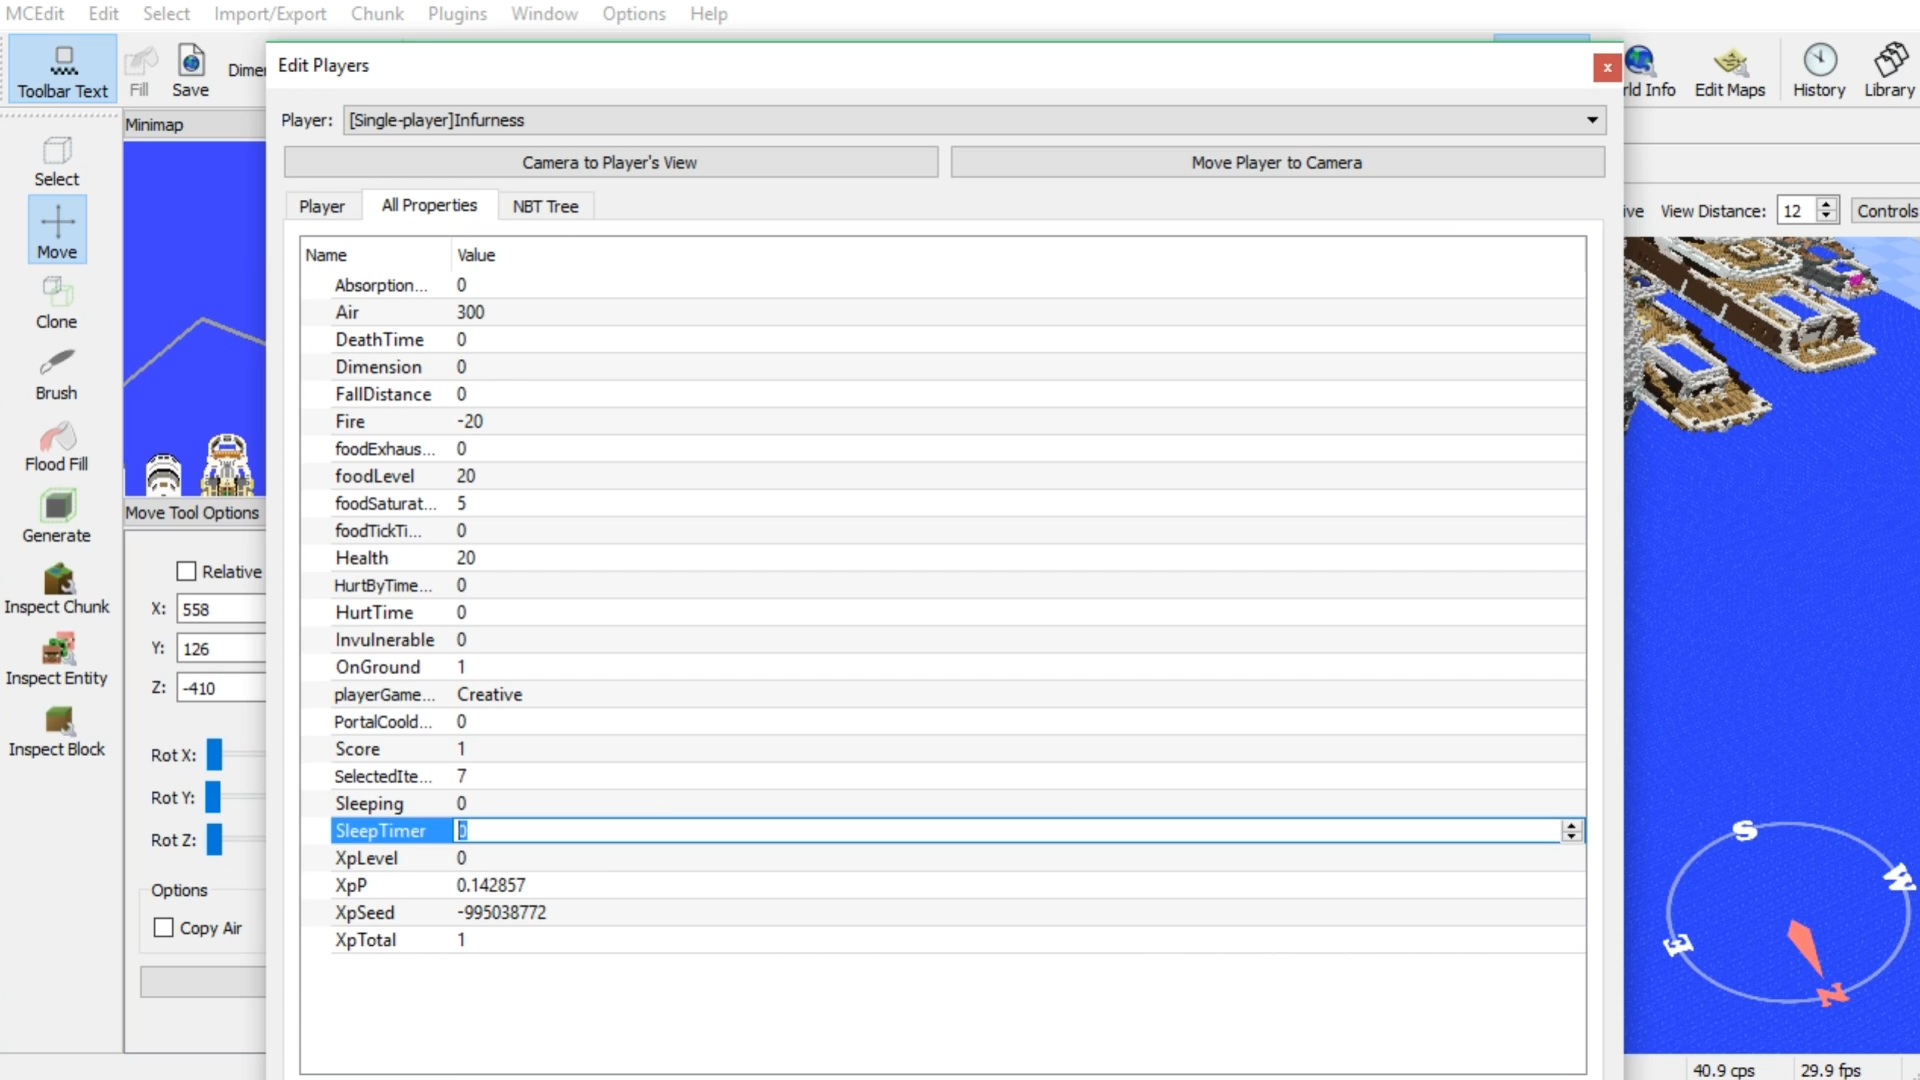 MCEdit Edit Select Import/Export Chunk Plugins Window Options Help
Toolbar Text Fill Save Dimen
rld Info Edit Maps History Library
Edit Players x
Minimap
Player: [Single-player]Infurness
Camera to Player's View Move Player to Camera
Player All Properties NBT Tree
ive View Distance: 12 Controls
Name Value
Absorption... 0
Air 300
DeathTime 0
Dimension 0
FallDistance 0
Fire -20
foodExhaus... 0
foodLevel 20
foodSaturat... 5
foodTickTi... 0
Health 20
HurtByTime... 0
HurtTime 0
Invulnerable 0
OnGround 1
playerGame... Creative
PortalCoold... 0
Score 1
SelectedIte... 7
Sleeping 0
SleepTimer 0
XpLevel 0
XpP 0.142857
XpSeed -995038772
XpTotal 1
Select
Move
Clone
Brush
Flood Fill
Generate
Inspect Chunk
Inspect Entity
Inspect Block
Move Tool Options
Relative
X: 558
Y: 126
Z: -410
Rot X:
Rot Y:
Rot Z:
Options
Copy Air
S
W
E
N
40.9 cps 29.9 fps